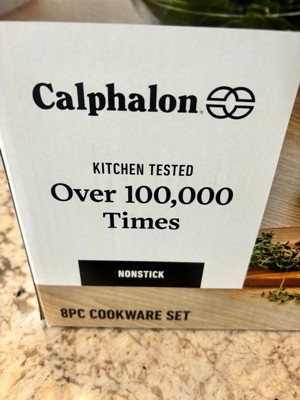 Calphalon
KITCHEN TESTED
Over 100,000
Times
NONSTICK
8PC COOKWARE SET